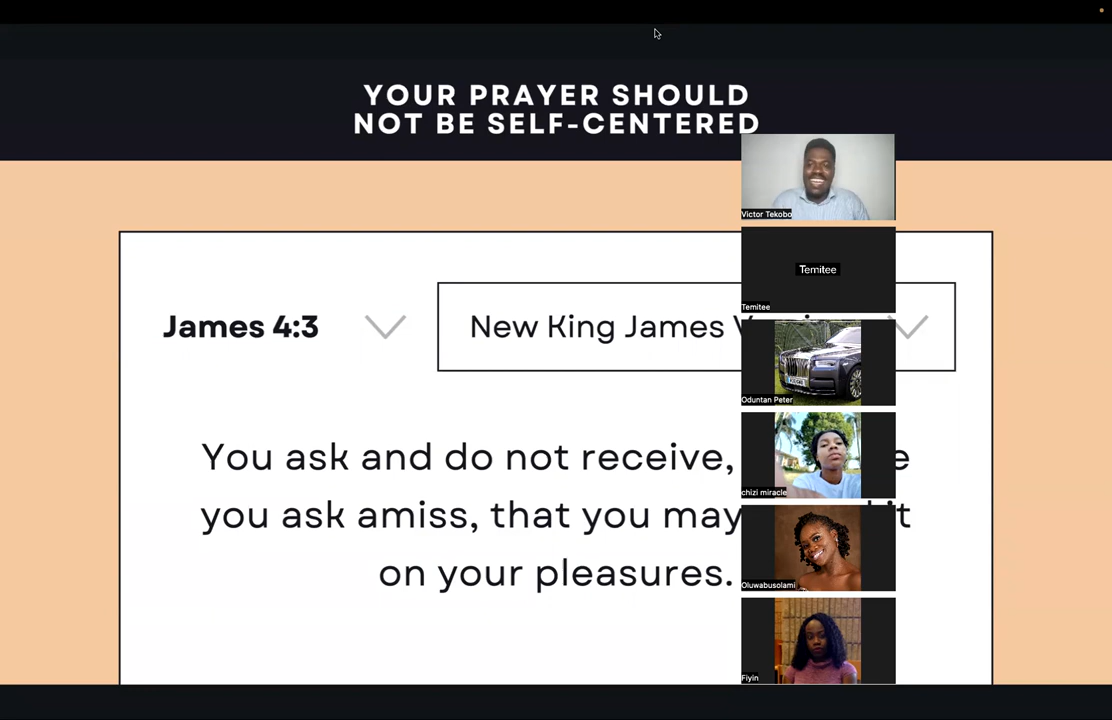 YOUR PRAYER SHOULD
NOT BE SELF-CENTERED
James 4:3
New King James V
You ask and do not receive, e
you ask amiss, that you may it
on your pleasures.
Victor Tekobo
Temitee
Temitee
Oduntan Peter
chizi miracle
Oluwabusolami
Fiyin